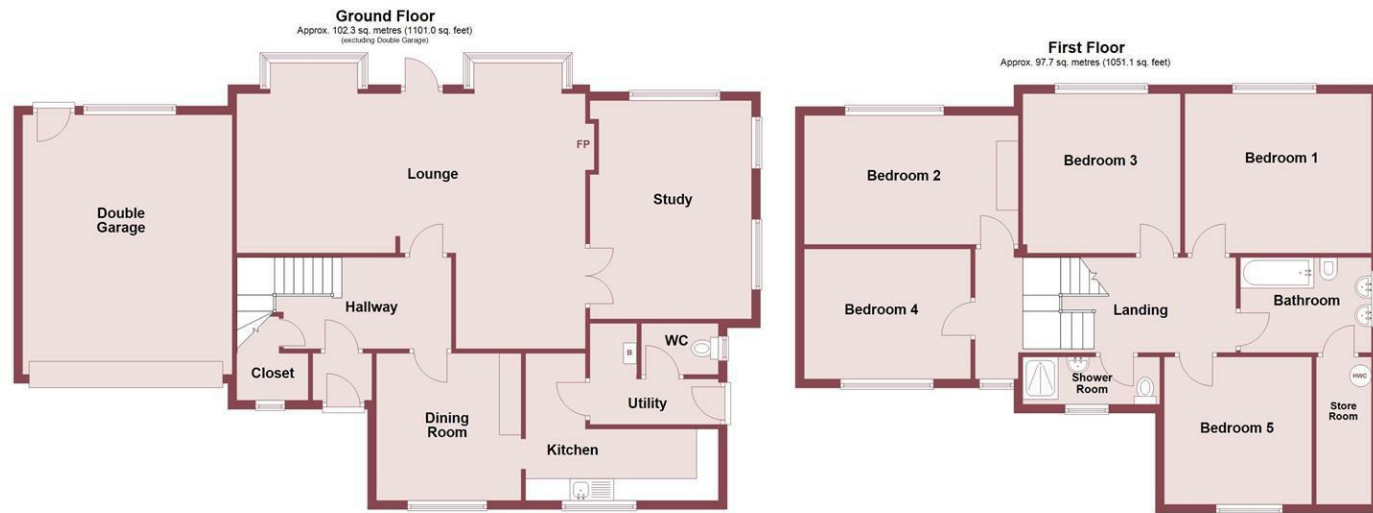 Ground Floor
Approx. 102.3 sq. metres (1101.0 sq. feet)
(excluding Double Garage)
Double
Garage
Lounge
FP
Study
Hallway
Closet
Dining
Room
WC
B
Utility
Kitchen
First Floor
Approx. 97.7 sq. metres (1051.1 sq. feet)
Bedroom 2
Bedroom 3
Bedroom 1
Bedroom 4
Landing
Bathroom
Shower
Room
Bedroom 5
HWC
Store
Room